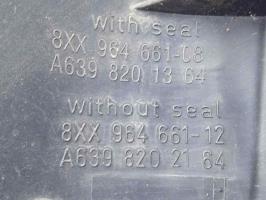 with seal
8XX 964 661-08
A639 820 13 64
without seal
8XX 964 661-12
A639 820 21 64